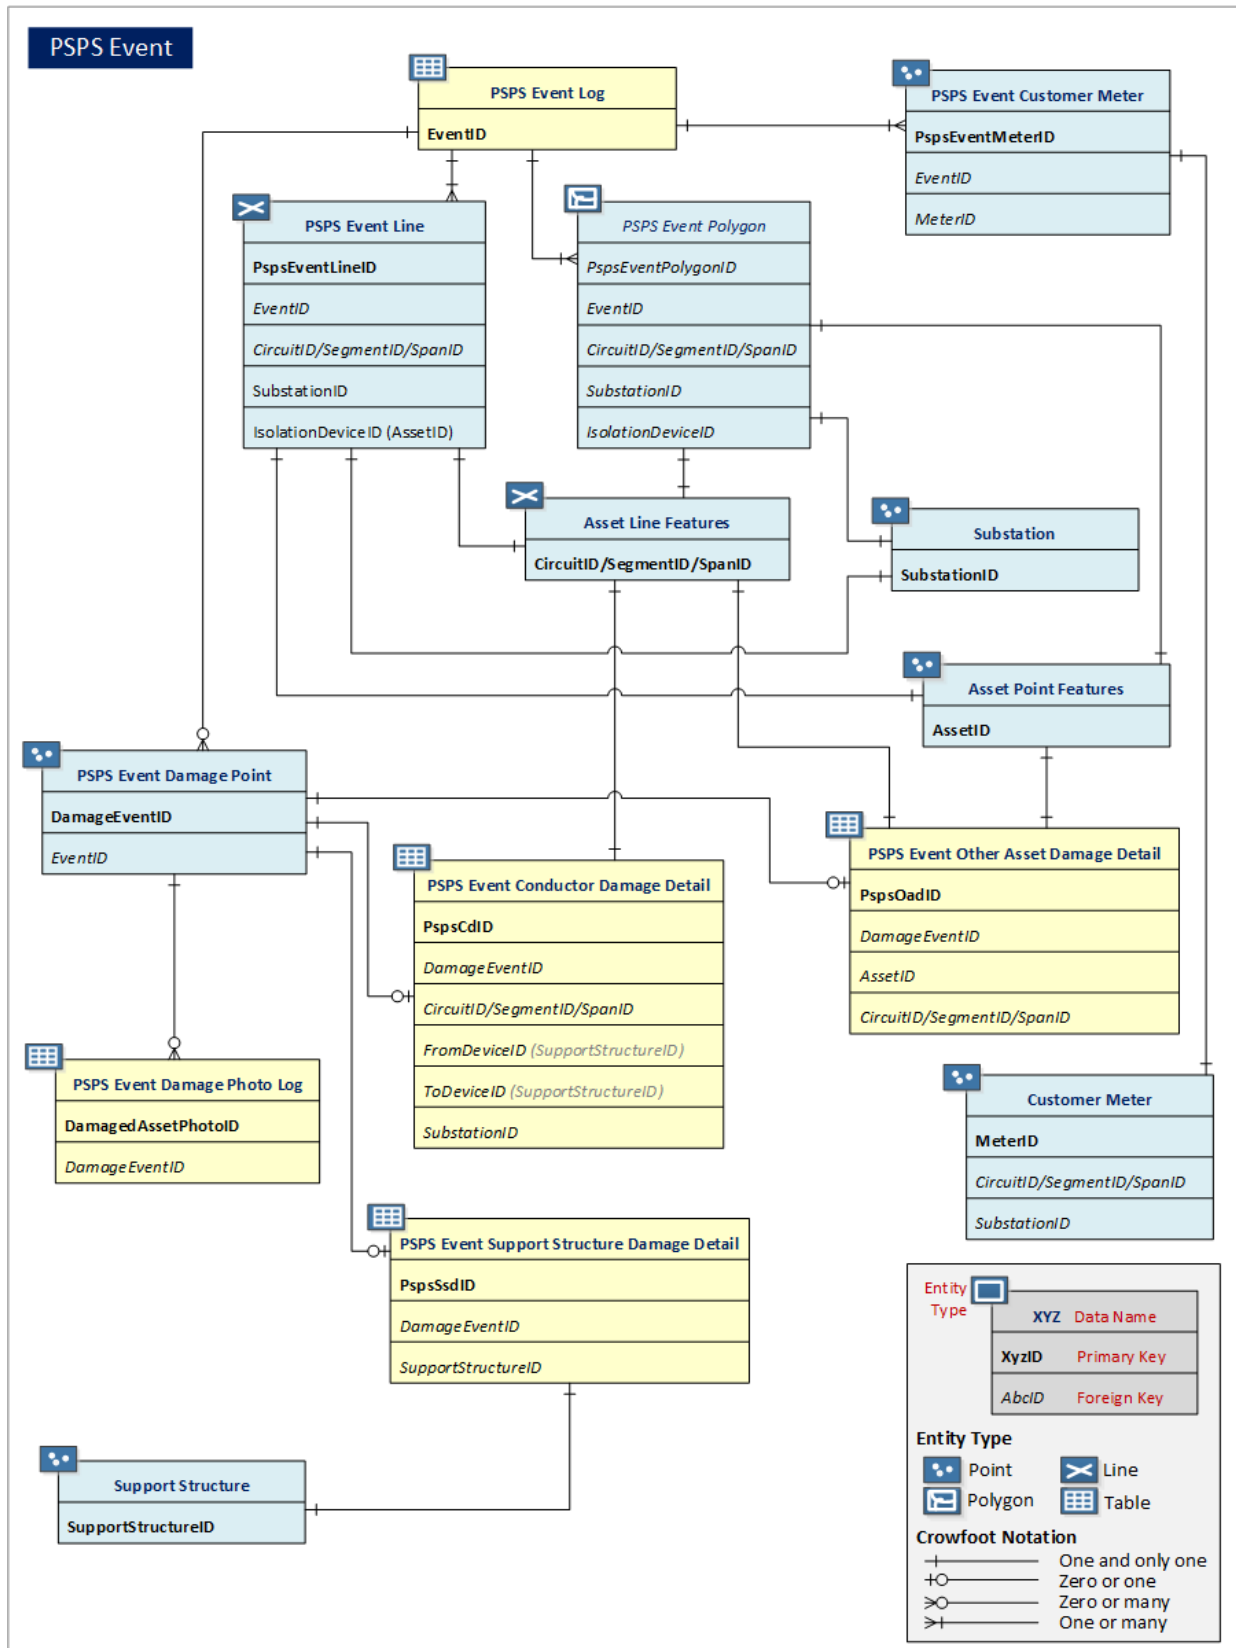 PSPS Event
PSPS Event Log
EventID
PSPS Event Customer Meter
PspsEventMeterID
EventID
MeterID
PSPS Event Line
PspsEventLineID
EventID
CircuitID/SegmentID/SpanID
SubstationID
IsolationDeviceID (AssetID)
PSPS Event Polygon
PspsEventPolygonID
EventID
CircuitID/SegmentID/SpanID
SubstationID
IsolationDeviceID
Asset Line Features
CircuitID/SegmentID/SpanID
Substation
SubstationID
Asset Point Features
AssetID
PSPS Event Damage Point
DamageEventID
EventID
PSPS Event Conductor Damage Detail
PspsCdID
DamageEventID
CircuitID/SegmentID/SpanID
FromDeviceID (SupportStructureID)
ToDeviceID (SupportStructureID)
SubstationID
PSPS Event Other Asset Damage Detail
PspsOadID
DamageEventID
AssetID
CircuitID/SegmentID/SpanID
PSPS Event Damage Photo Log
DamagedAssetPhotoID
DamageEventID
Customer Meter
MeterID
CircuitID/SegmentID/SpanID
SubstationID
PSPS Event Support Structure Damage Detail
PspsSsdID
DamageEventID
SupportStructureID
Support Structure
SupportStructureID
Entity Type
XYZ Data Name
XyzID Primary Key
AbcID Foreign Key
Entity Type
Point
Line
Polygon
Table
Crowfoot Notation
One and only one
Zero or one
Zero or many
One or many